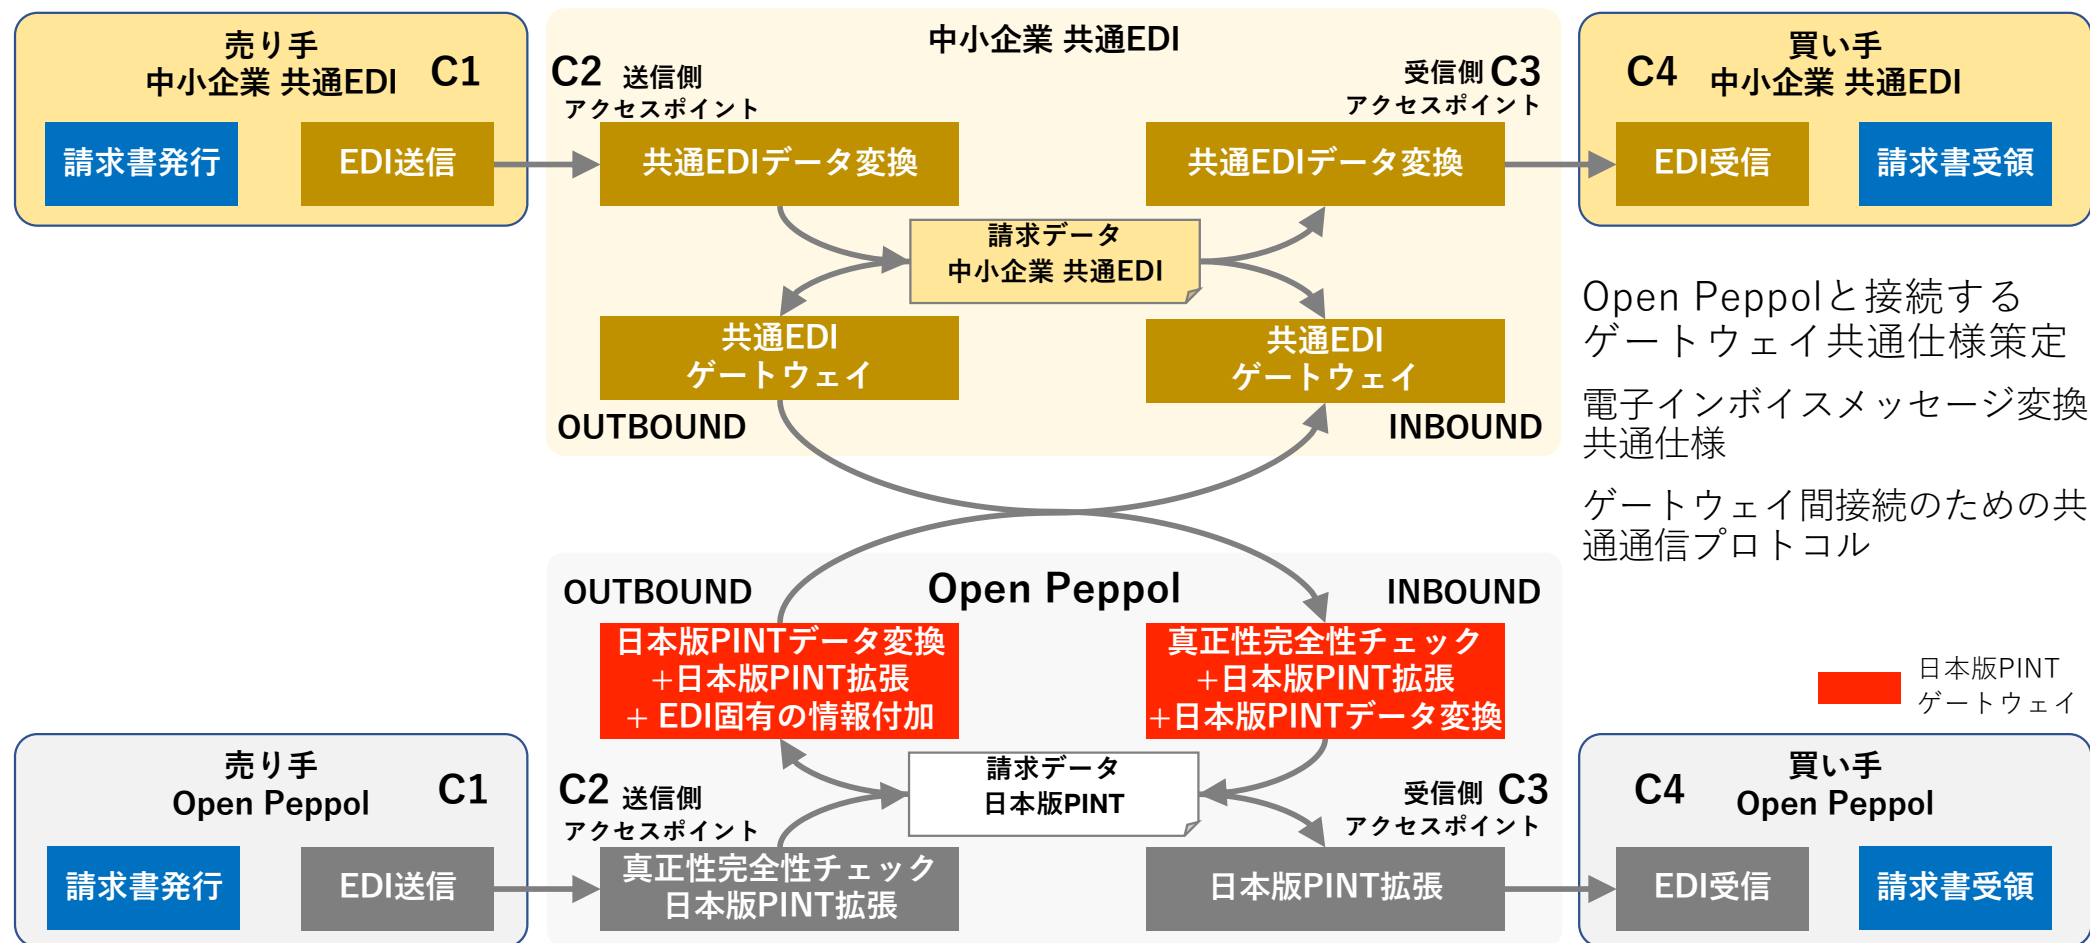 売り手
中小企業 共通EDI
C1
請求書発行
EDI送信
中小企業 共通EDI
C2 送信側
アクセスポイント
受信側 C3
アクセスポイント
共通EDIデータ変換
共通EDIデータ変換
請求データ
中小企業 共通EDI
共通EDI
ゲートウェイ
共通EDI
ゲートウェイ
OUTBOUND
INBOUND
C4
買い手
中小企業 共通EDI
EDI受信
請求書受領
Open Peppolと接続する
ゲートウェイ共通仕様策定
電子インボイスメッセージ変換
共通仕様
ゲートウェイ間接続のための共
通通信プロトコル
OUTBOUND
Open Peppol
INBOUND
日本版PINTデータ変換
+日本版PINT拡張
+ EDI固有の情報付加
真正性完全性チェック
+日本版PINT拡張
+日本版PINTデータ変換
日本版PINT
ゲートウェイ
売り手
Open Peppol
C1
請求書発行
EDI送信
C2 送信側
アクセスポイント
請求データ
日本版PINT
受信側 C3
アクセスポイント
真正性完全性チェック
日本版PINT拡張
日本版PINT拡張
C4
買い手
Open Peppol
EDI受信
請求書受領